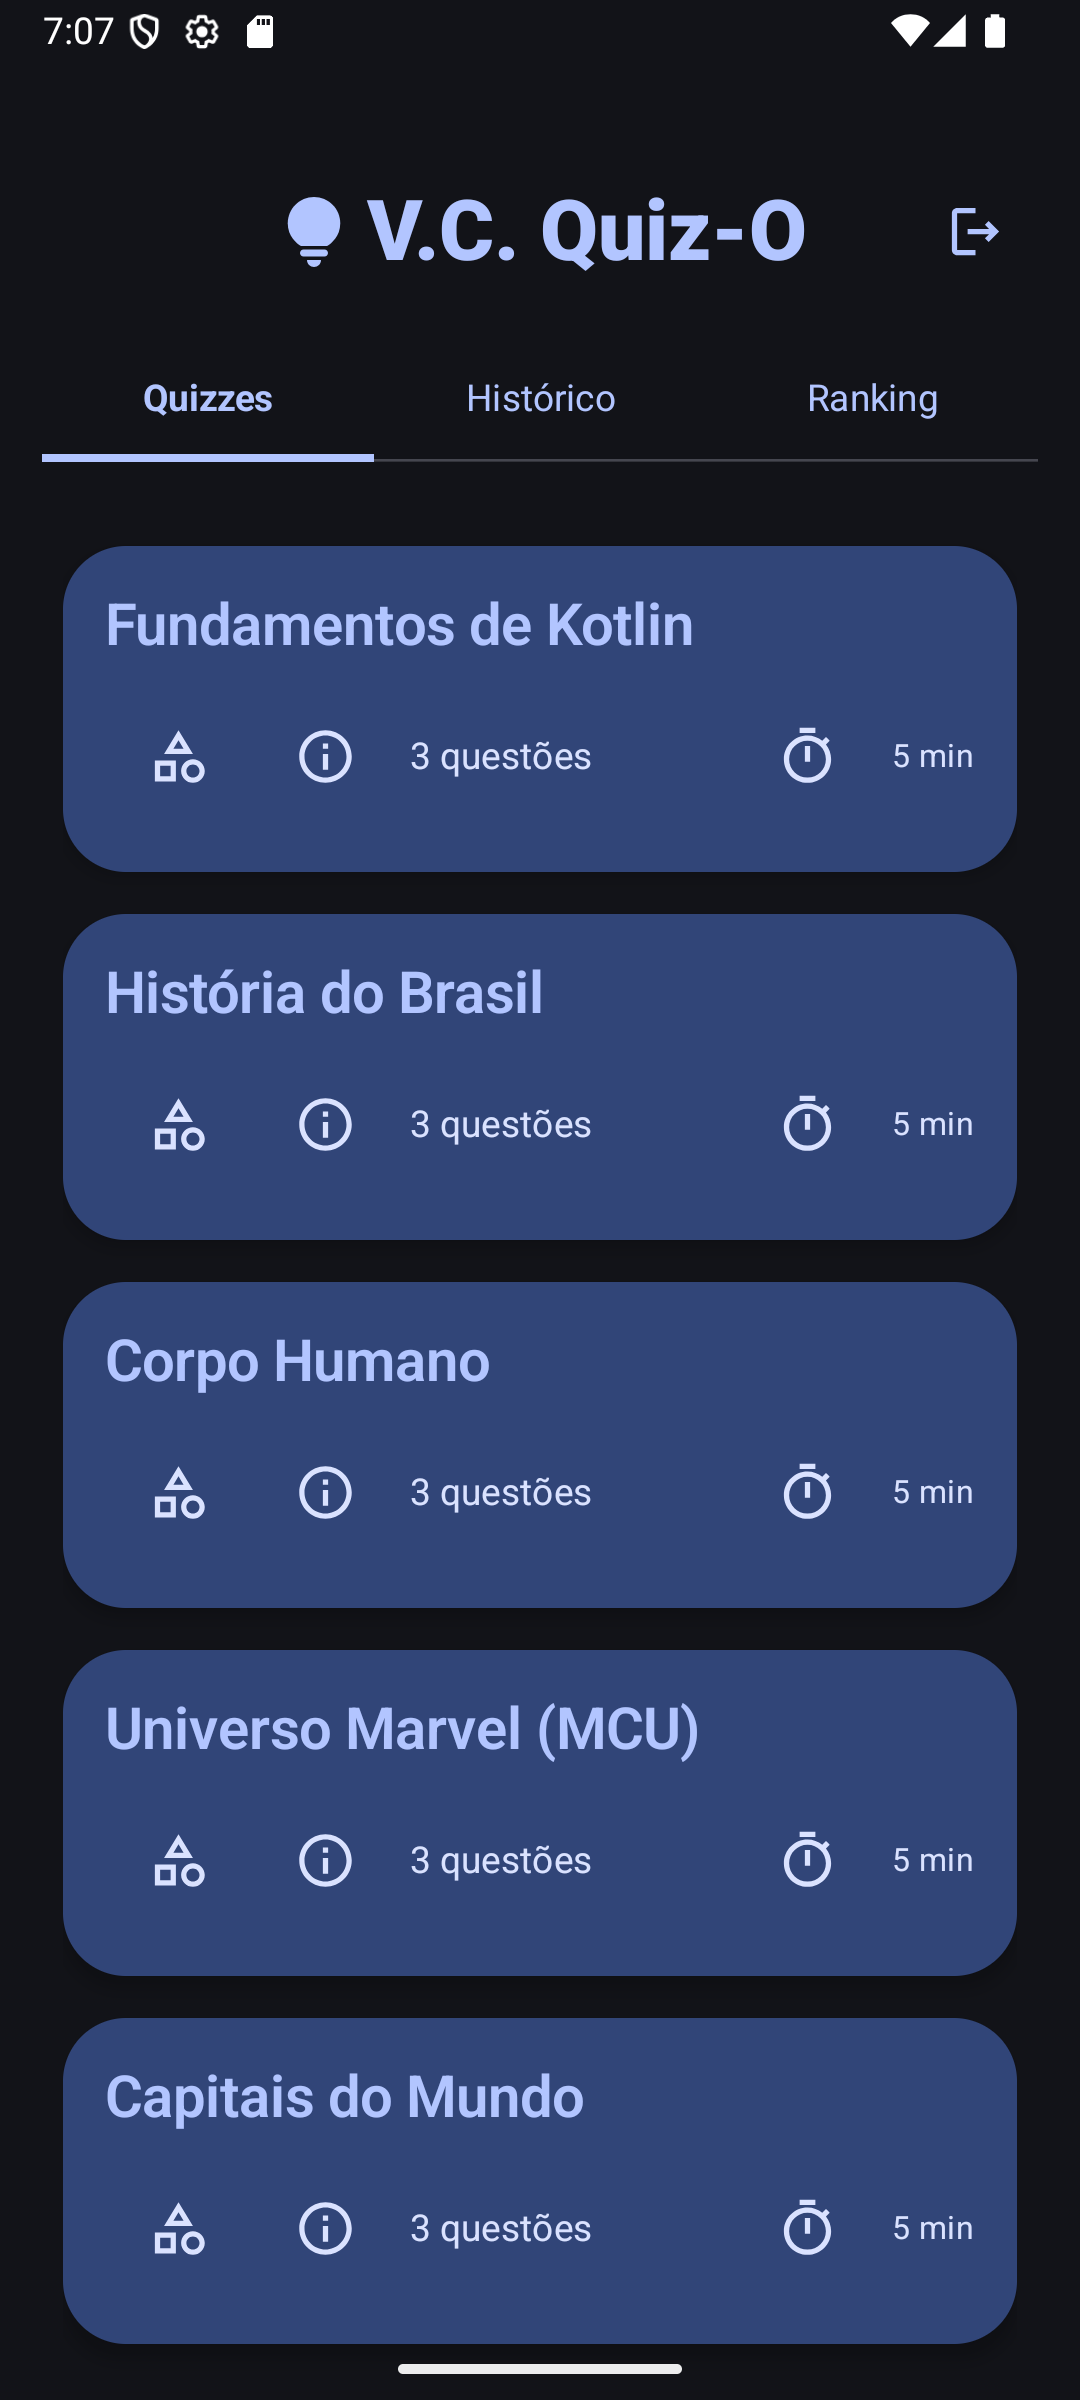 7:07
V.C. Quiz-O
Quizzes Histórico Ranking
Fundamentos de Kotlin
3 questões 5 min
História do Brasil
3 questões 5 min
Corpo Humano
3 questões 5 min
Universo Marvel (MCU)
3 questões 5 min
Capitais do Mundo
3 questões 5 min